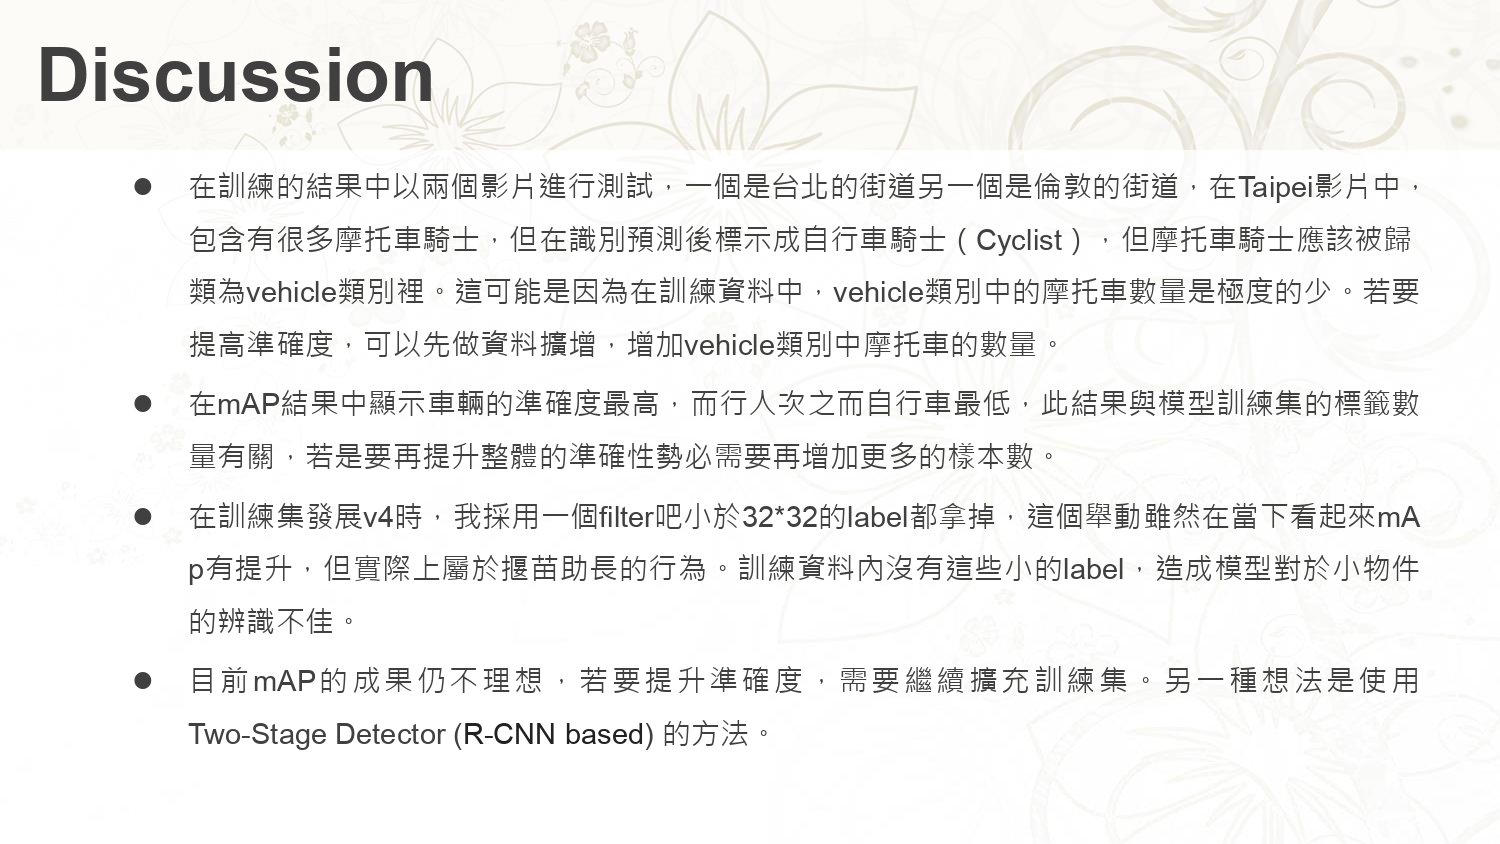 Discussion
● 在訓練的結果中以兩個影片進行測試，一個是台北的街道另一個是倫敦的街道，在Taipei影片中，
包含有很多摩托車騎士，但在識別預測後標示成自行車騎士（Cyclist），但摩托車騎士應該被歸
類為vehicle類別裡。這可能是因為在訓練資料中，vehicle類別中的摩托車數量是極度的少。若要
提高準確度，可以先做資料擴增，增加vehicle類別中摩托車的數量。
● 在mAP結果中顯示車輛的準確度最高，而行人次之而自行車最低，此結果與模型訓練集的標籤數
量有關，若是要再提升整體的準確性勢必需要再增加更多的樣本數。
● 在訓練集發展v4時，我採用一個filter吧小於32*32的label都拿掉，這個舉動雖然在當下看起來mA
p有提升，但實際上屬於揠苗助長的行為。訓練資料內沒有這些小的label，造成模型對於小物件
的辨識不佳。
● 目前mAP的成果仍不理想，若要提升準確度，需要繼續擴充訓練集。另一種想法是使用
Two-Stage Detector (R-CNN based) 的方法。